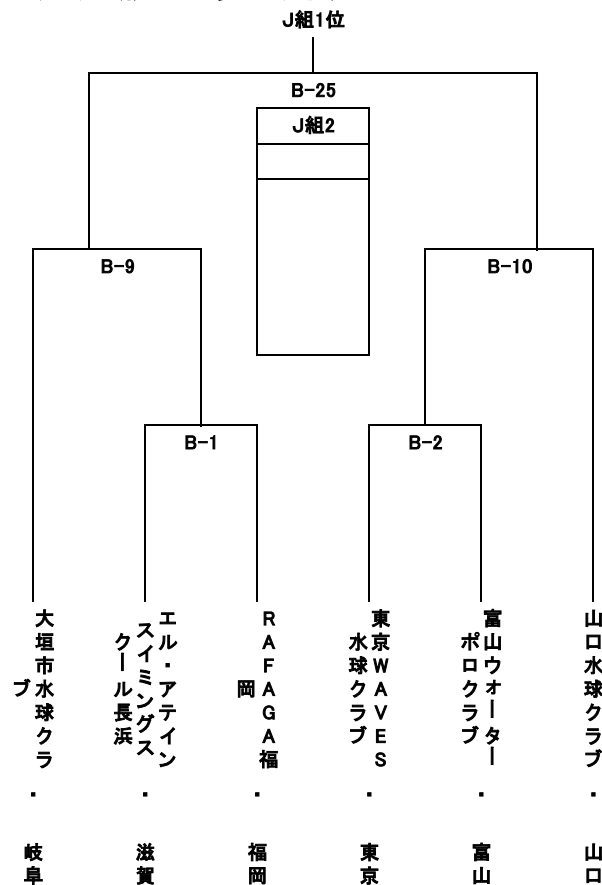 J組1位
B-25
J組2
B-9
B-10
B-1
B-2
大垣市水球クラ
ブ
・
岐阜
エル・アテイン
スイミングス
クール長浜
・
滋賀
RAFAGA福
岡
・
福岡
東京WAVES
水球クラブ
・
東京
富山ウォーター
ポロクラブ
・
富山
山口水球クラブ
・
山口